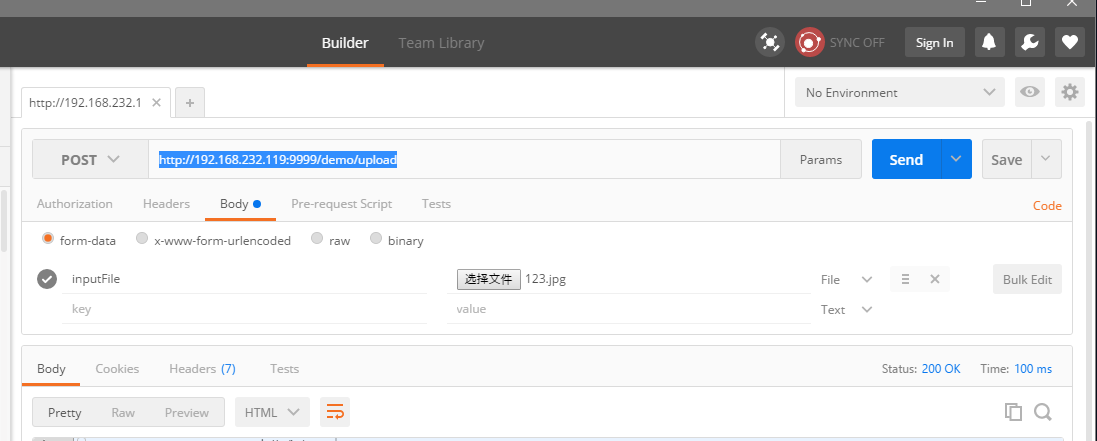 Builder Team Library SYNC OFF Sign In
http://192.168.232.1 No Environment
POST http://192.168.232.119:9999/demo/upload Params Send Save
Authorization Headers Body Pre-request Script Tests Code
form-data x-www-form-urlencoded raw binary
inputFile 选择文件 123.jpg File Bulk Edit
key value Text
Body Cookies Headers (7) Tests Status: 200 OK Time: 100 ms
Pretty Raw Preview HTML